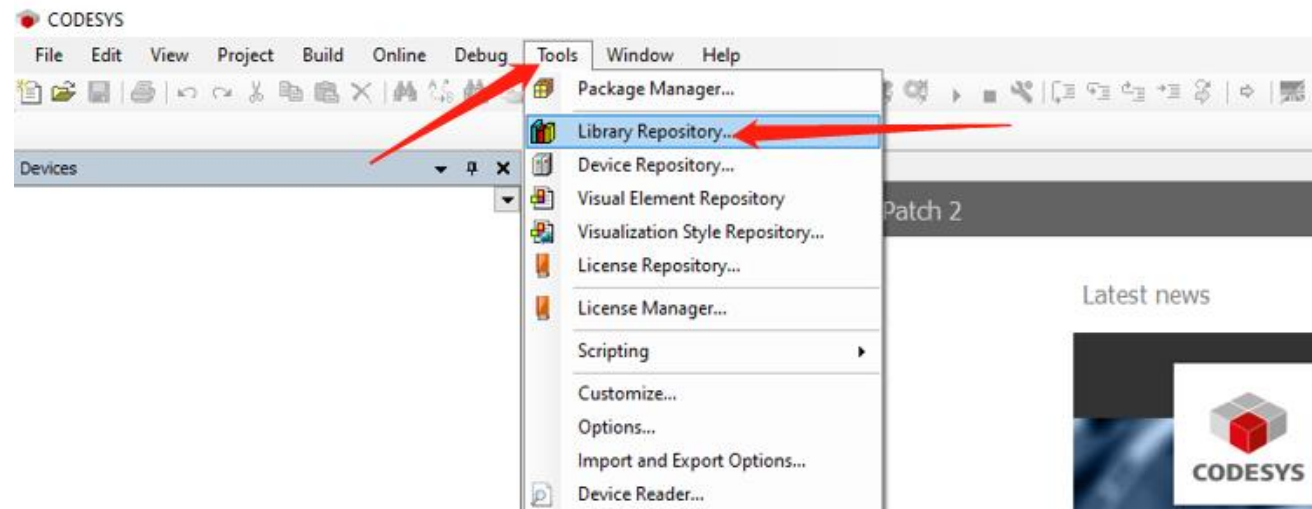 CODESYS
File Edit View Project Build Online Debug Tools Window Help
Package Manager...
Library Repository...
Devices
Device Repository...
Visual Element Repository
Patch 2
Visualization Style Repository...
License Repository...
Latest news
License Manager...
Scripting
Customize...
Options...
Import and Export Options...
CODESYS
Device Reader...